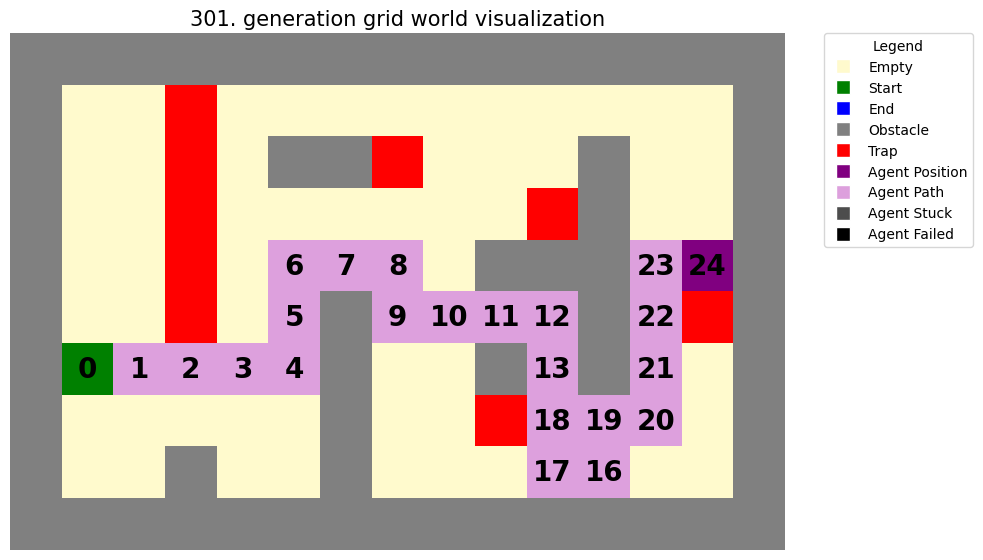 301. generation grid world visualization
Legend
Empty
Start
End
Obstacle
Trap
Agent Position
Agent Path
Agent Stuck
Agent Failed
6 7 8 23 24
5 9 10 11 12 22
0 1 2 3 4 13 21
18 19 20
17 16